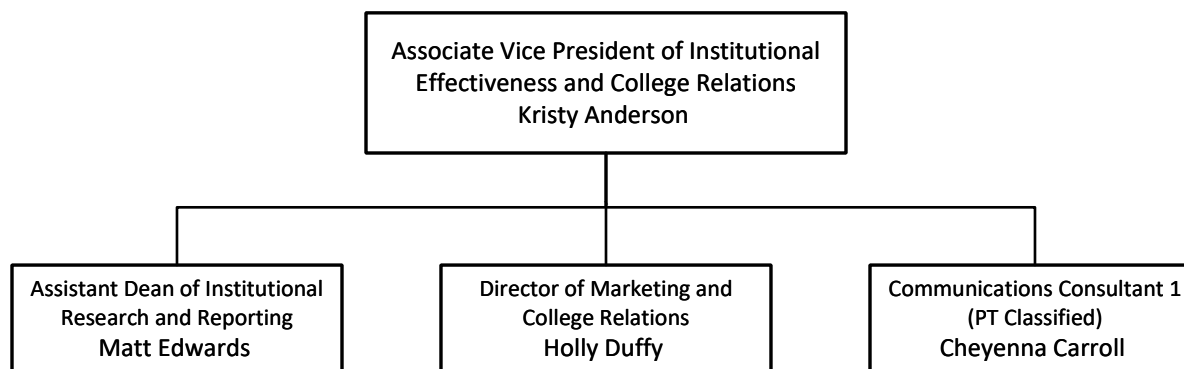 Associate Vice President of Institutional
Effectiveness and College Relations
Kristy Anderson
Assistant Dean of Institutional
Research and Reporting
Matt Edwards
Director of Marketing and
College Relations
Holly Duffy
Communications Consultant 1
(PT Classified)
Cheyenna Carroll